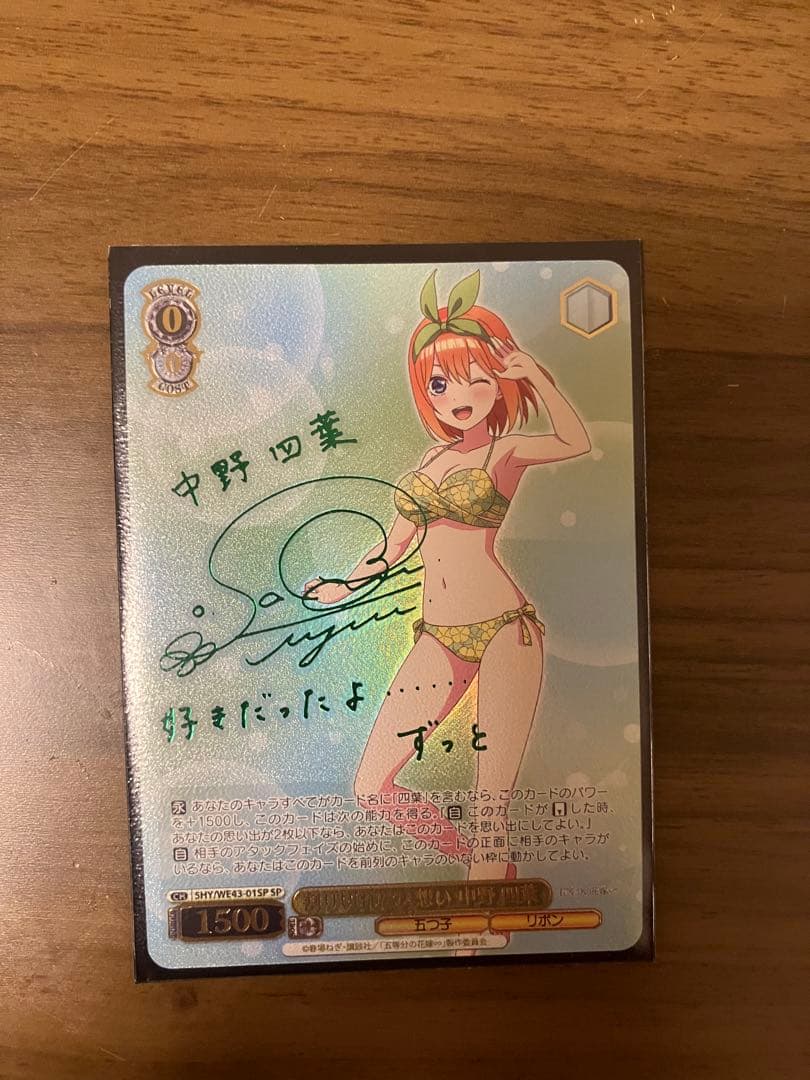 LEVEL
0
COST
中野 四葉
好きだったよ‥‥‥
ずっと
永 あなたのキャラすべてがカード名に「四葉」を含むなら、このカードのパワー
を+1500し、このカードは次の能力を得る。『自 このカードが した時、
あなたの思い出が2枚以下なら、あなたはこのカードを思い出にしてよい。』
自 相手のアタックフェイズの始めに、このカードの正面に相手のキャラが
いるなら、あなたはこのカードを前列のキャラのいない枠に動かしてよい。
CH 5HY/WE43-01SP SP
想い 中野 四葉
1500
五つ子
リボン
©春場ねぎ・講談社/「五等分の花嫁∽」製作委員会